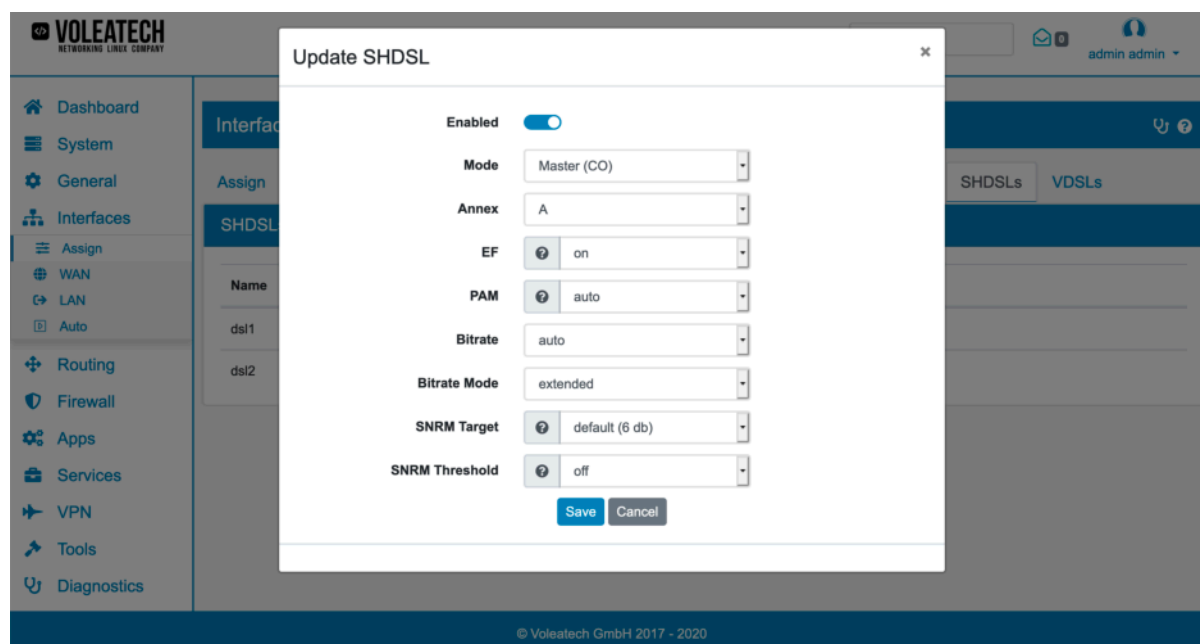 VOLEATECH
NETWORKING LINUX COMPANY
0
admin admin
Dashboard
System
General
Interfaces
Assign
WAN
LAN
Auto
Routing
Firewall
Apps
Services
VPN
Tools
Diagnostics
Interfac
Assign
SHDSLs
VDSLs
SHDSL
Name
dsl1
dsl2
Update SHDSL
×
Enabled
Mode Master (CO)
Annex A
EF on
PAM auto
Bitrate auto
Bitrate Mode extended
SNRM Target default (6 db)
SNRM Threshold off
Save Cancel
© Voleatech GmbH 2017 - 2020